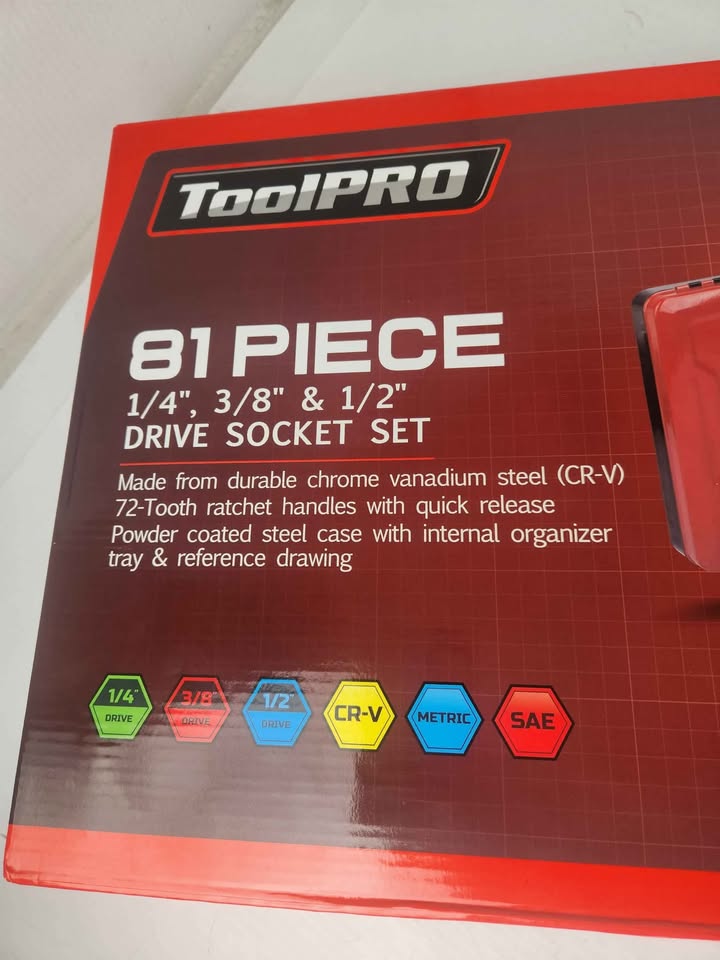 ToolPRO
81 PIECE
1/4", 3/8" & 1/2"
DRIVE SOCKET SET
Made from durable chrome vanadium steel (CR-V)
72-Tooth ratchet handles with quick release
Powder coated steel case with internal organizer
tray & reference drawing
1/4" DRIVE
3/8" DRIVE
1/2" DRIVE
CR-V
METRIC
SAE